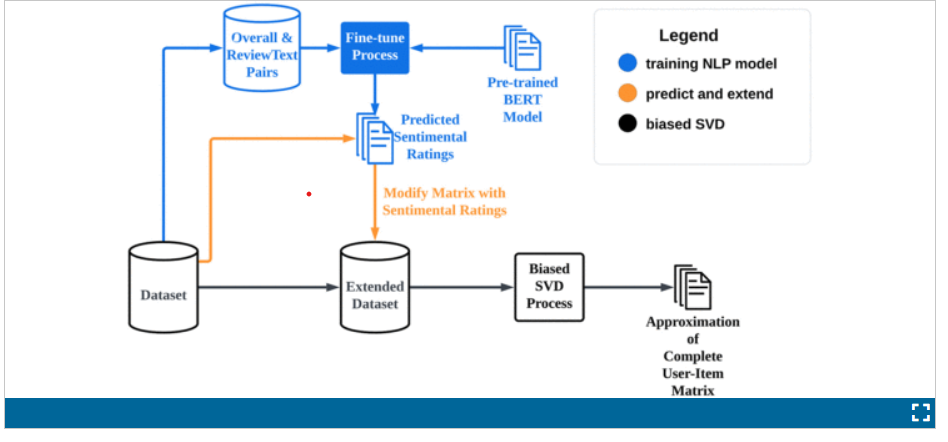 Overall &
ReviewText
Pairs
Fine-tune
Process
Pre-trained
BERT
Model
Legend
training NLP model
predict and extend
biased SVD
Predicted
Sentimental
Ratings
Modify Matrix with
Sentimental Ratings
Dataset
Extended
Dataset
Biased
SVD
Process
Approximation
of
Complete
User-Item
Matrix